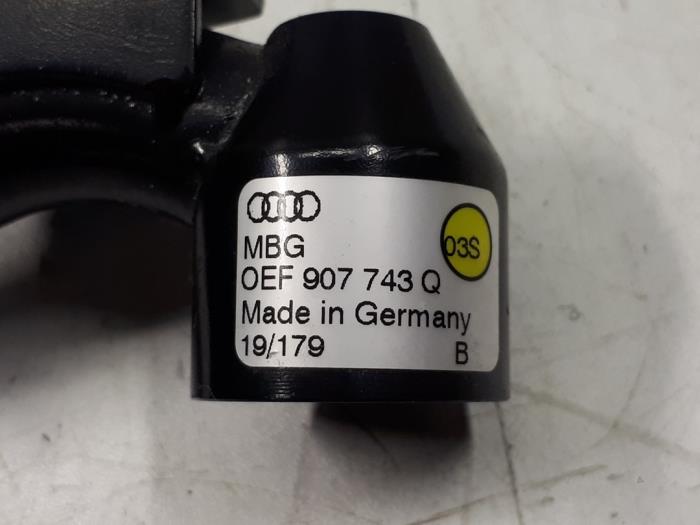 MBG
03S
0EF 907 743 Q
Made in Germany
19/179 B